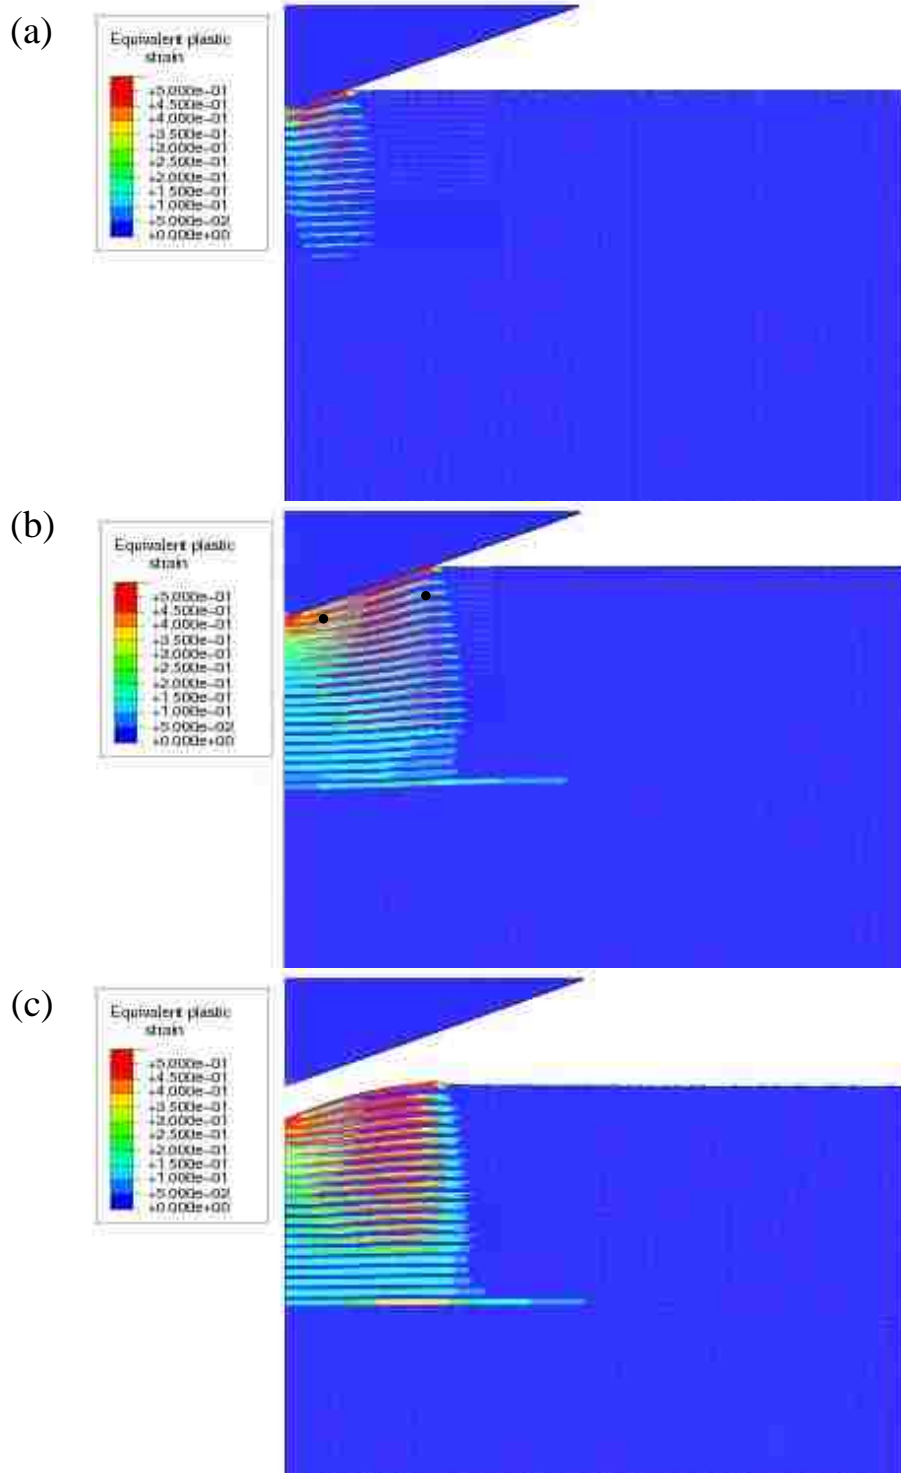 (a)
Equivalent plastic
strain
+5.000e-01
+4.500e-01
+4.000e-01
+3.500e-01
+3.000e-01
+2.500e-01
+2.000e-01
+1.500e-01
+1.000e-01
+5.000e-02
+0.000e+00
(b)
Equivalent plastic
strain
+5.000e-01
+4.500e-01
+4.000e-01
+3.500e-01
+3.000e-01
+2.500e-01
+2.000e-01
+1.500e-01
+1.000e-01
+5.000e-02
+0.000e+00
(c)
Equivalent plastic
strain
+5.000e-01
+4.500e-01
+4.000e-01
+3.500e-01
+3.000e-01
+2.500e-01
+2.000e-01
+1.500e-01
+1.000e-01
+5.000e-02
+0.000e+00